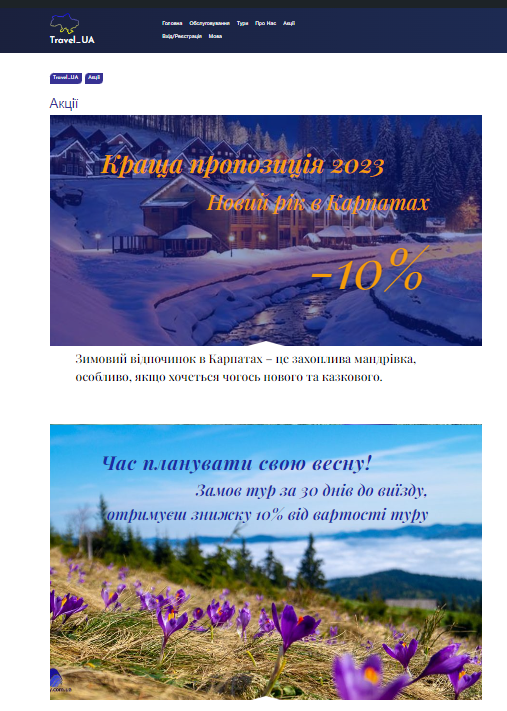 Travel_UA
Головна Обслуговування Тури Про Нас Акції
Вхід/Реєстрація Мова
Travel_UA Акції
Акції
Краща пропозиція 2023
Новий рік в Карпатах
–10%
Зимовий відпочинок в Карпатах – це захоплива мандрівка,
особливо, якщо хочеться чогось нового та казкового.
Час планувати свою весну!
Замов тур за 30 днів до виїзду,
отримуєш знижку 10% від вартості туру